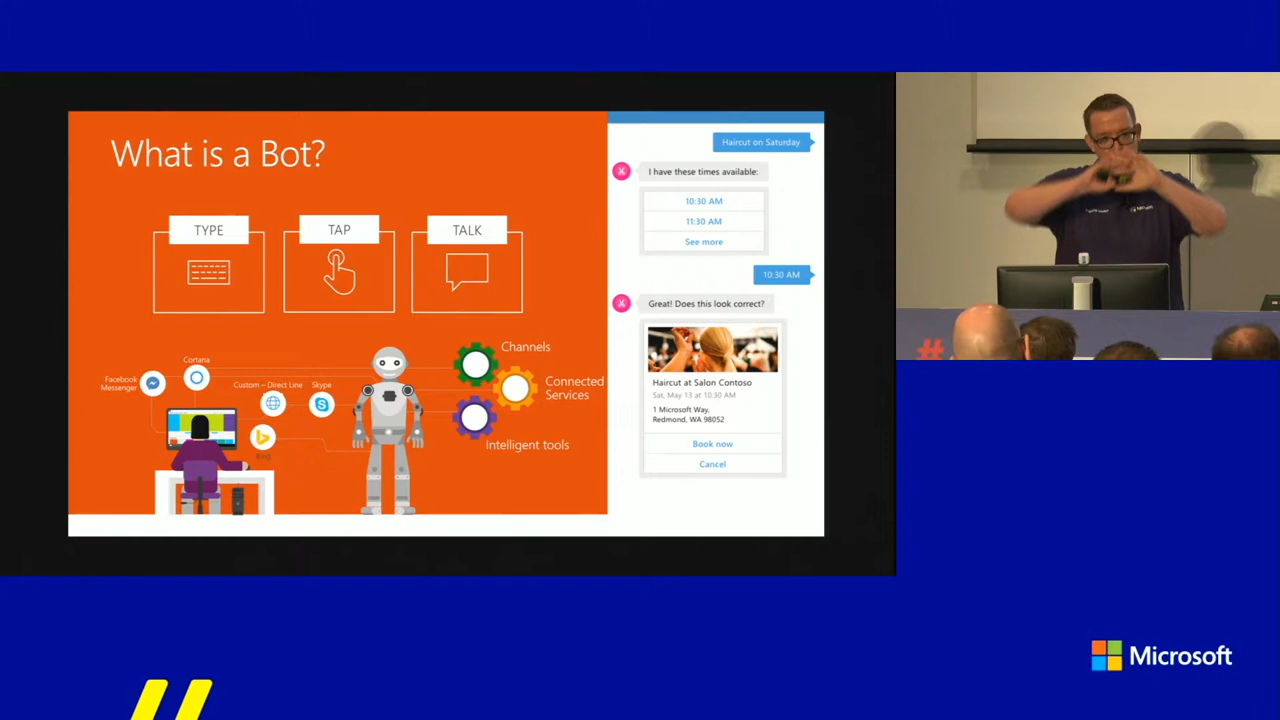 What is a Bot?
TYPE
TAP
TALK
Facebook
Messenger
Cortana
Custom – Direct Line
Skype
Bing
Channels
Connected
Services
Intelligent tools
Haircut on Saturday
I have these times available:
10:30 AM
11:30 AM
See more
10:30 AM
Great! Does this look correct?
Haircut at Salon Contoso
Sat, May 13 at 10:30 AM
1 Microsoft Way,
Redmond, WA 98052
Book now
Cancel
#
Microsoft
//